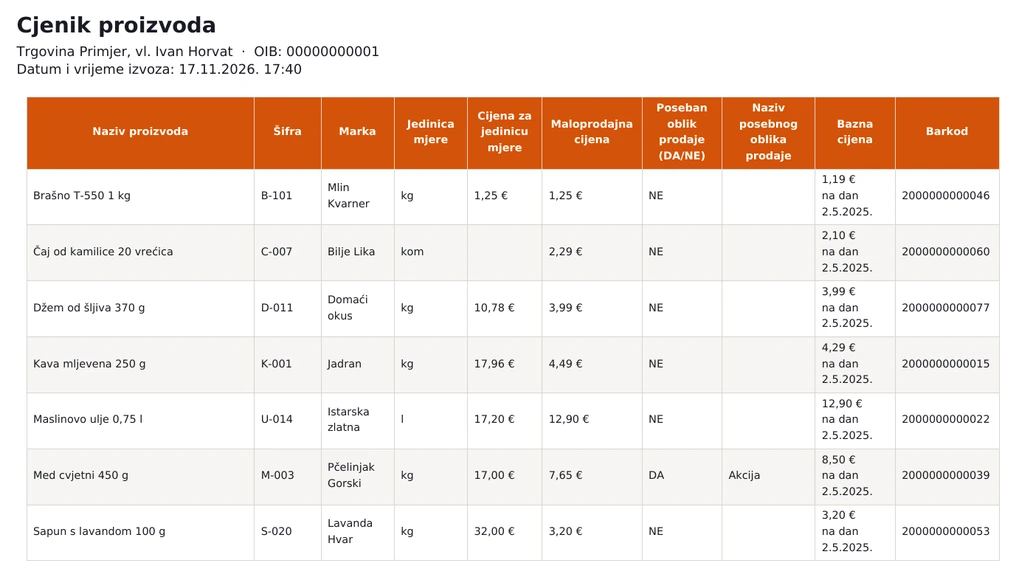 Cjenik proizvoda
Trgovina Primjer, vl. Ivan Horvat · OIB: 00000000001
Datum i vrijeme izvoza: 17.11.2026. 17:40
Naziv proizvoda Šifra Marka Jedinica mjere Cijena za jedinicu mjere Maloprodajna cijena Poseban oblik prodaje (DA/NE) Naziv posebnog oblika prodaje Bazna cijena Barkod
Brašno T-550 1 kg B-101 Mlin Kvarner kg 1,25 € 1,25 € NE 1,19 € na dan 2.5.2025. 2000000000046
Čaj od kamilice 20 vrećica C-007 Bilje Lika kom 2,29 € NE 2,10 € na dan 2.5.2025. 2000000000060
Džem od šljiva 370 g D-011 Domaći okus kg 10,78 € 3,99 € NE 3,99 € na dan 2.5.2025. 2000000000077
Kava mljevena 250 g K-001 Jadran kg 17,96 € 4,49 € NE 4,29 € na dan 2.5.2025. 2000000000015
Maslinovo ulje 0,75 l U-014 Istarska zlatna l 17,20 € 12,90 € NE 12,90 € na dan 2.5.2025. 2000000000022
Med cvjetni 450 g M-003 Pčelinjak Gorski kg 17,00 € 7,65 € DA Akcija 8,50 € na dan 2.5.2025. 2000000000039
Sapun s lavandom 100 g S-020 Lavanda Hvar kg 32,00 € 3,20 € NE 3,20 € na dan 2.5.2025. 2000000000053